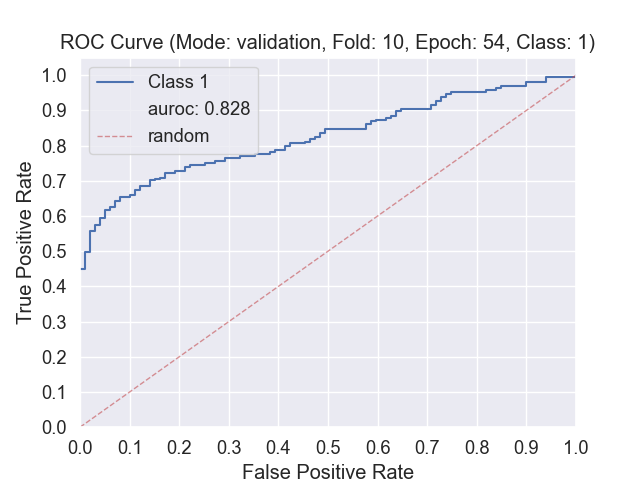 ROC Curve (Mode: validation, Fold: 10, Epoch: 54, Class: 1)
Class 1
auroc: 0.828
random
True Positive Rate
1.0
0.9
0.8
0.7
0.6
0.5
0.4
0.3
0.2
0.1
0.0
0.0 0.1 0.2 0.3 0.4 0.5 0.6 0.7 0.8 0.9 1.0
False Positive Rate